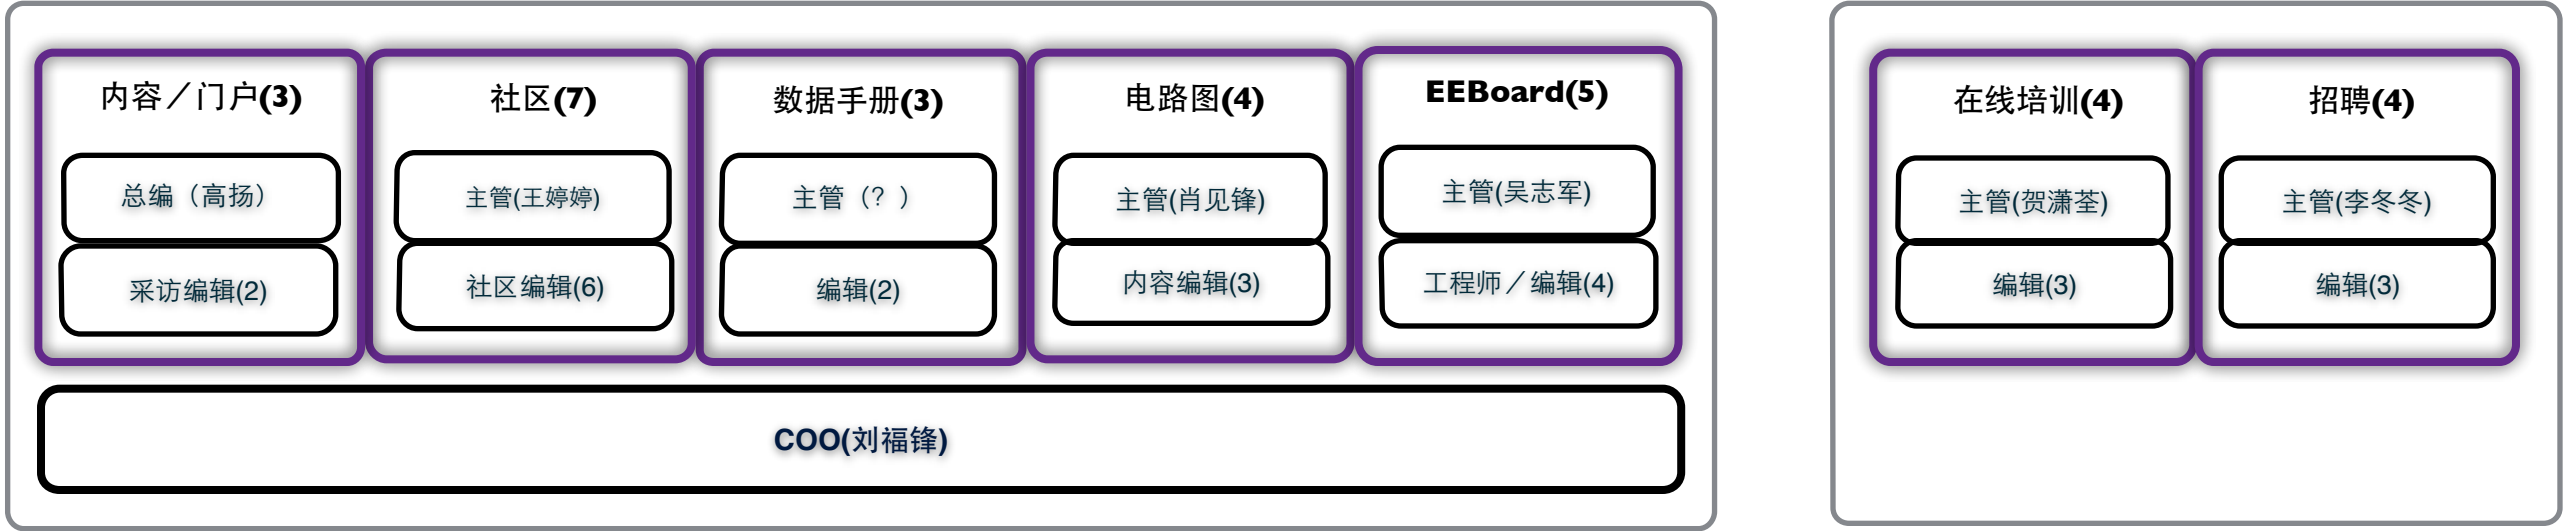 内容／门户(3)
总编（高扬）
采访编辑(2)
社区(7)
主管(王婷婷)
社区编辑(6)
数据手册(3)
主管（？）
编辑(2)
电路图(4)
主管(肖见锋)
内容编辑(3)
EEBoard(5)
主管(吴志军)
工程师／编辑(4)
COO(刘福锋)
在线培训(4)
主管(贺潇荃)
编辑(3)
招聘(4)
主管(李冬冬)
编辑(3)